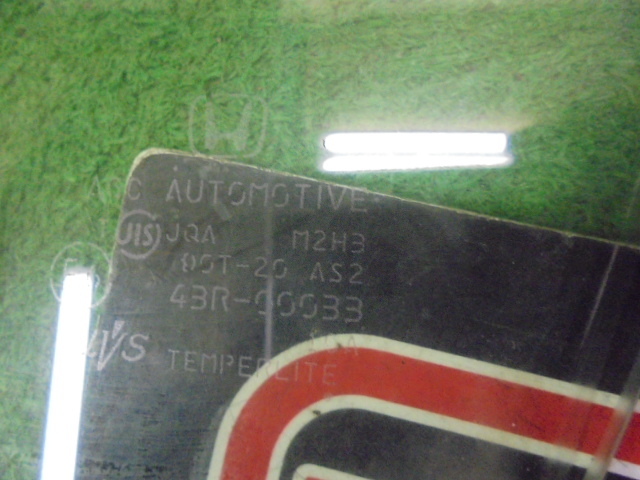 AUTOMOTIVE
JIS JQA M2H3
DOT-20 AS2
43R-00033
TEMPERLITE